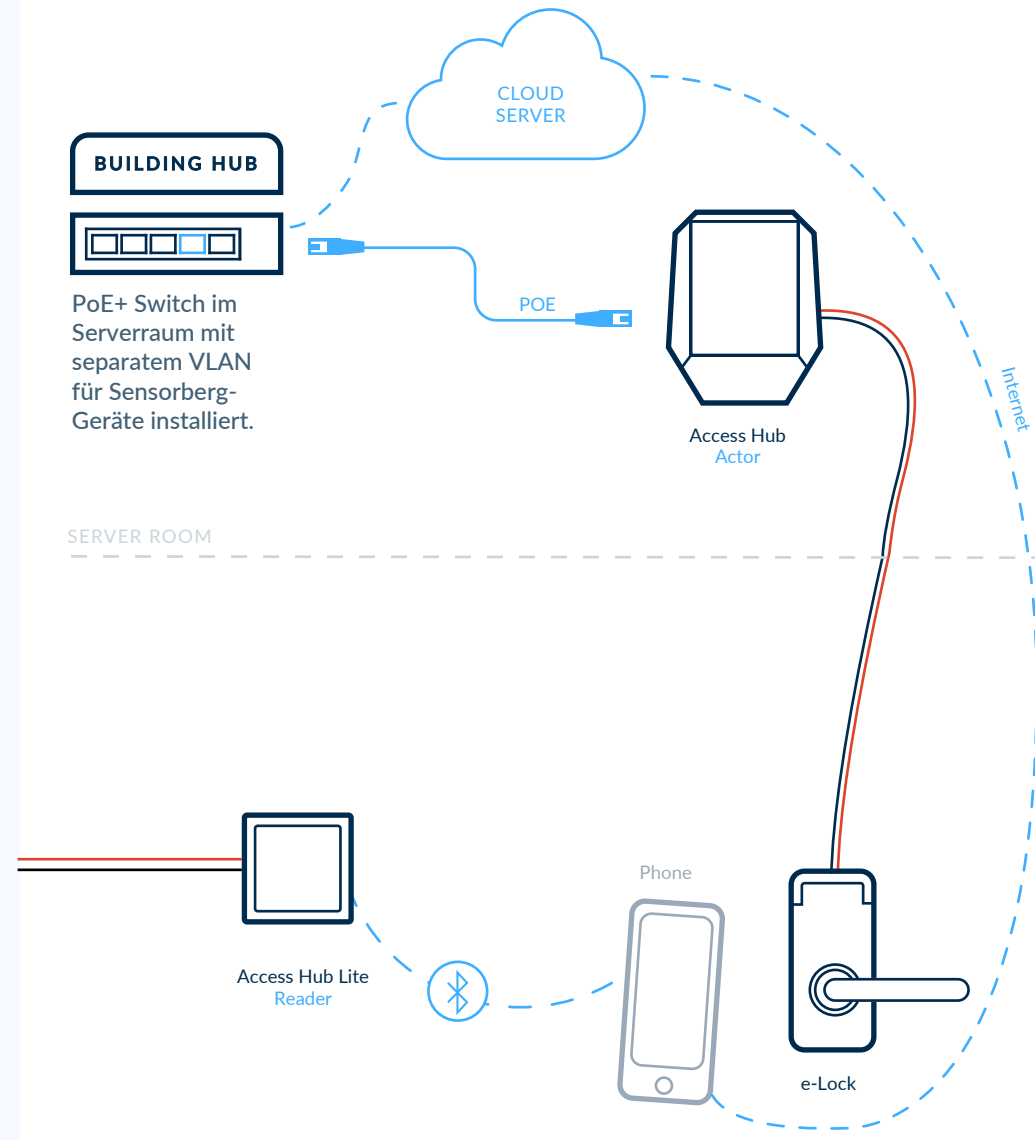 CLOUD
SERVER
BUILDING HUB
PoE+ Switch im
Serverraum mit
separatem VLAN
für Sensorberg-
Geräte installiert.
POE
Internet
Access Hub
Actor
SERVER ROOM
Phone
Access Hub Lite
Reader
e-Lock